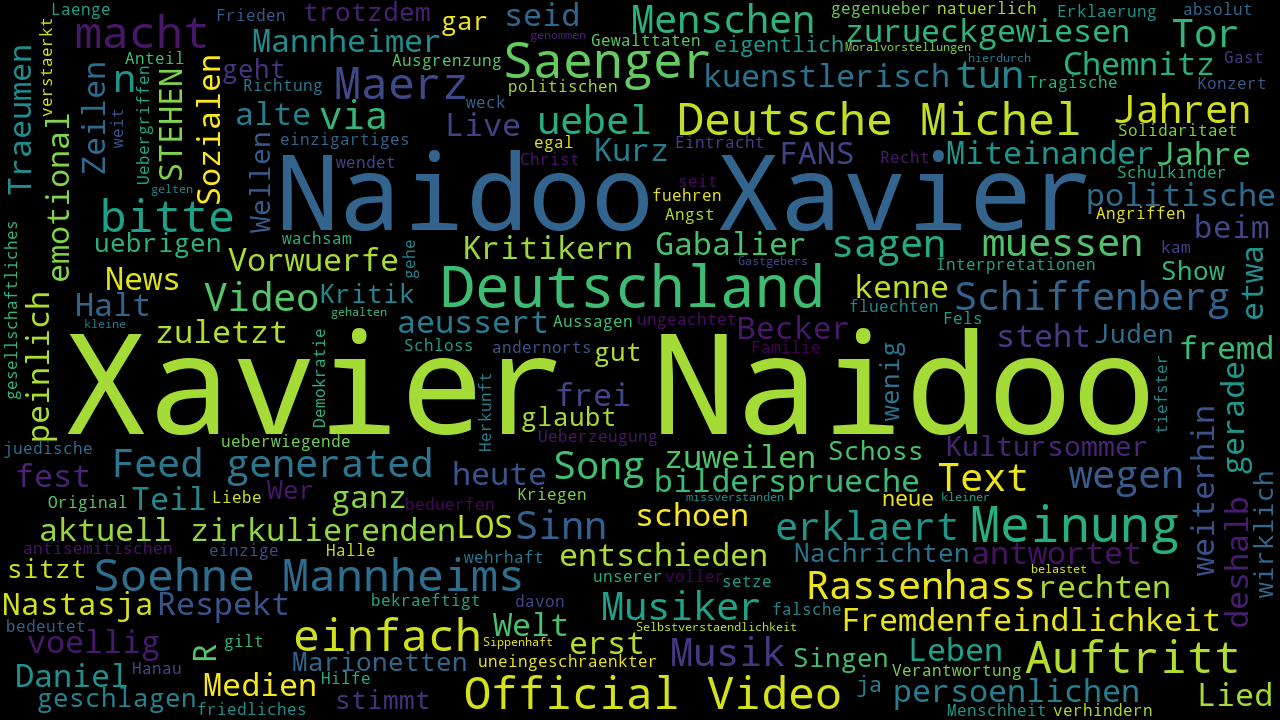 Laenge Frieden trotzdem gar seid Menschen gegenueber natuerlich Erklaerung absolut
macht Mannheimer Gewalttaten eigentlich zurueckgewiesen Tor
genommen Moralvorstellungen hierdurch
verstaerkt Anteil geht Ausgrenzung Saenger Chemnitz Gast
n Richtung Maerz politischen kuenstlerisch tun Tragische Konzert
Traeumen Zeilen Uebergriffen STEHEN Sozialen alte via weck Live uebel Deutsche Michel Jahren
weit einzigartiges egal Kurz Eintracht FANS Solidaritaet
emotional Wellen wendet Christ Recht Miteinander Jahre
gelten Naidoo Xavier seit Schulkinder
bitte fuehren politische
Angst Angriffen beim
gesellschaftliches uebrigen wachsam gehe Kritikern Gabalier sagen muessen kam
News Vorwuerfe Gastgebers Interpretationen Show etwa
Halt Video Kritik Deutschland kenne Schiffenberg
kleine gehalten fluechten
peinlich zuletzt aeussert Aussagen ungeachtet Becker Fels steht Juden fremd
Demokratie Schloss andernorts gut Familie
Xavier Naidoo
Herkunft frei wenig tiefster gerade
glaubt
juedische ueberwiegende Ueberzeugung Schoss Kultursommer weiterhin
fest Feed generated heute Song zuweilen wegen
Original Teil Liebe Wer ganz beduerfen Kriegen bildersprueche Text wirklich
missverstanden neue kleiner
aktuell zirkulierenden LOS Sinn schoen erklaert Meinung deshalb
antisemitischen einzige Halle wehrhaft entschieden Nachrichten antwortet
sitzt Soehne Mannheims unserer voller setze belastet
Nastasja Respekt bekraeftigt davon Musiker falsche Rassenhass rechten
bedeutet Welt Selbstverstaendlichkeit Fremdenfeindlichkeit
voellig R gilt einfach Sippenhaft erst Leben
Daniel Hanau Marionetten uneingeschraenkter Musik Singen Auftritt
Medien Hilfe Verantwortung
geschlagen stimmt Official Video ja persoenlichen Lied
friedliches Menschheit verhindern